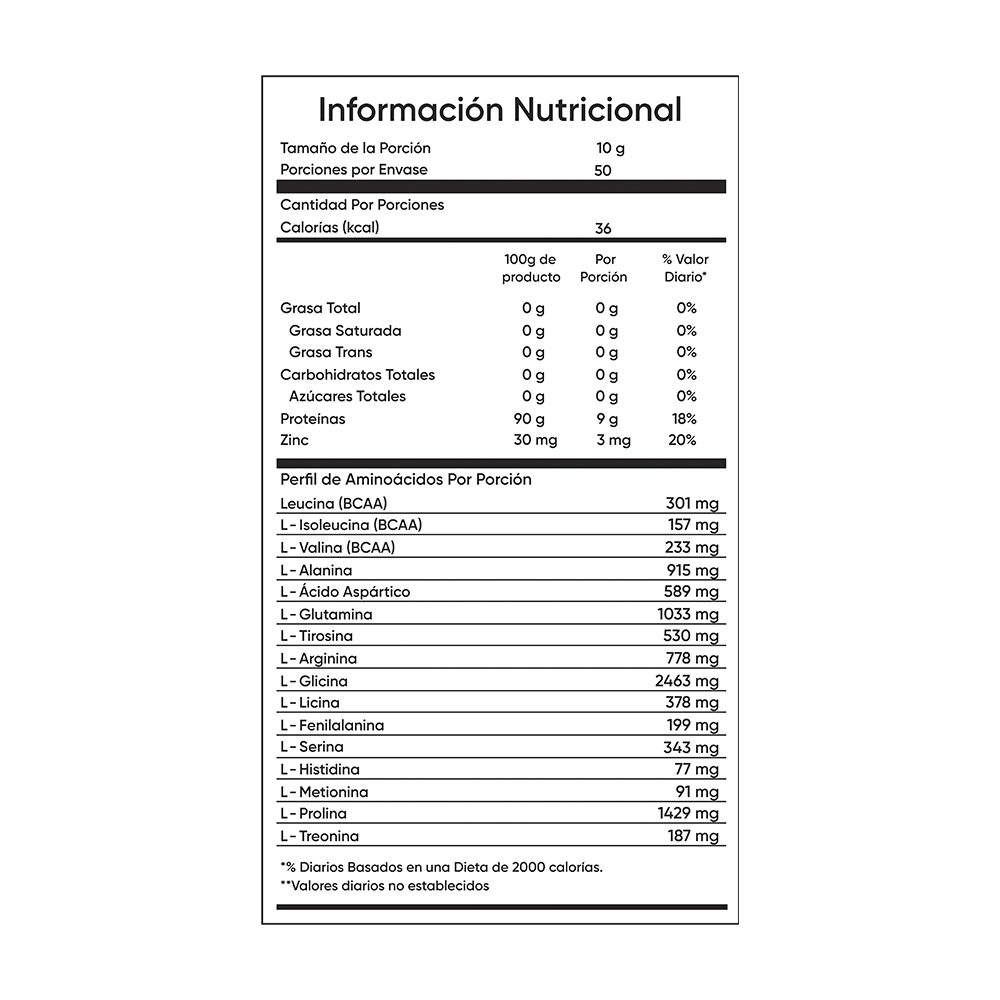 Información Nutricional
Tamaño de la Porción 10 g
Porciones por Envase 50
Cantidad Por Porciones
Calorías (kcal) 36
100g de producto Por Porción % Valor Diario*
Grasa Total 0 g 0 g 0%
Grasa Saturada 0 g 0 g 0%
Grasa Trans 0 g 0 g 0%
Carbohidratos Totales 0 g 0 g 0%
Azúcares Totales 0 g 0 g 0%
Proteínas 90 g 9 g 18%
Zinc 30 mg 3 mg 20%
Perfil de Aminoácidos Por Porción
Leucina (BCAA) 301 mg
L-Isoleucina (BCAA) 157 mg
L-Valina (BCAA) 233 mg
L-Alanina 915 mg
L-Ácido Aspártico 589 mg
L-Glutamina 1033 mg
L-Tirosina 530 mg
L-Arginina 778 mg
L-Glicina 2463 mg
L-Licina 378 mg
L-Fenilalanina 199 mg
L-Serina 343 mg
L-Histidina 77 mg
L-Metionina 91 mg
L-Prolina 1429 mg
L-Treonina 187 mg
*% Diarios Basados en una Dieta de 2000 calorías.
**Valores diarios no establecidos